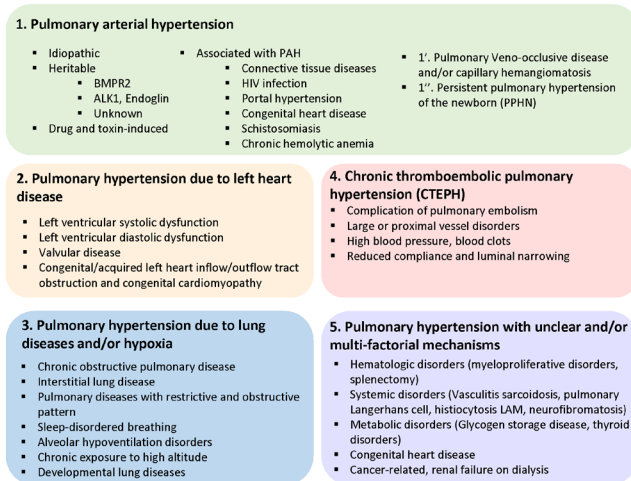 1. Pulmonary arterial hypertension
▪ Idiopathic
▪ Heritable
▪ BMPR2
▪ ALK1, Endoglin
▪ Unknown
▪ Drug and toxin-induced
▪ Associated with PAH
▪ Connective tissue diseases
▪ HIV infection
▪ Portal hypertension
▪ Congenital heart disease
▪ Schistosomiasis
▪ Chronic hemolytic anemia
▪ 1′. Pulmonary Veno-occlusive disease
and/or capillary hemangiomatosis
▪ 1′′. Persistent pulmonary hypertension
of the newborn (PPHN)
2. Pulmonary hypertension due to left heart
disease
▪ Left ventricular systolic dysfunction
▪ Left ventricular diastolic dysfunction
▪ Valvular disease
▪ Congenital/acquired left heart inflow/outflow tract
obstruction and congenital cardiomyopathy
4. Chronic thromboembolic pulmonary
hypertension (CTEPH)
▪ Complication of pulmonary embolism
▪ Large or proximal vessel disorders
▪ High blood pressure, blood clots
▪ Reduced compliance and luminal narrowing
3. Pulmonary hypertension due to lung
diseases and/or hypoxia
▪ Chronic obstructive pulmonary disease
▪ Interstitial lung disease
▪ Pulmonary diseases with restrictive and obstructive
pattern
▪ Sleep-disordered breathing
▪ Alveolar hypoventilation disorders
▪ Chronic exposure to high altitude
▪ Developmental lung diseases
5. Pulmonary hypertension with unclear and/or
multi-factorial mechanisms
▪ Hematologic disorders (myeloproliferative disorders,
splenectomy)
▪ Systemic disorders (Vasculitis sarcoidosis, pulmonary
Langerhans cell, histiocytosis LAM, neurofibromatosis)
▪ Metabolic disorders (Glycogen storage disease, thyroid
disorders)
▪ Congenital heart disease
▪ Cancer-related, renal failure on dialysis